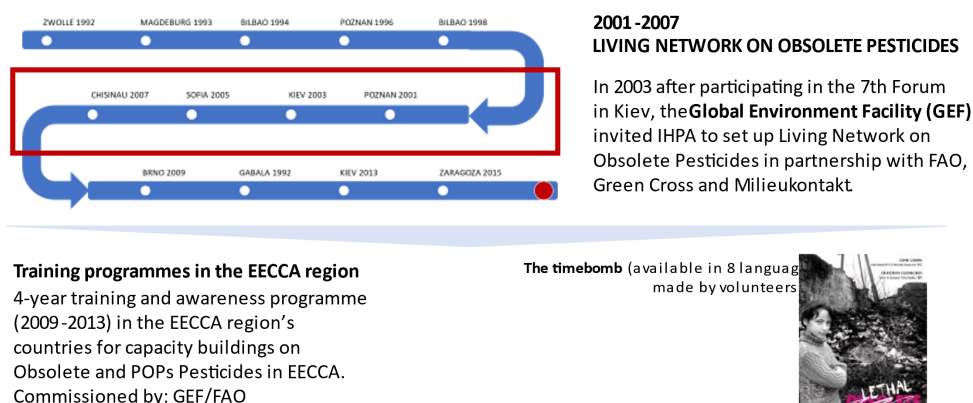 ZWOLLE 1992 MAGDEBURG 1993 BILBAO 1994 POZNAN 1996 BILBAO 1998
CHISINAU 2007 SOFIA 2005 KIEV 2003 POZNAN 2001
BRNO 2009 GABALA 1992 KIEV 2013 ZARAGOZA 2015
2001-2007
LIVING NETWORK ON OBSOLETE PESTICIDES
In 2003 after participating in the 7th Forum
in Kiev, the Global Environment Facility (GEF)
invited IHPA to set up Living Network on
Obsolete Pesticides in partnership with FAO,
Green Cross and Milieukontakt.
Training programmes in the EECCA region
4-year training and awareness programme
(2009-2013) in the EECCA region's
countries for capacity buildings on
Obsolete and POPs Pesticides in EECCA.
Commissioned by: GEF/FAO
The timebomb (available in 8 languag
made by volunteers
LETHAL